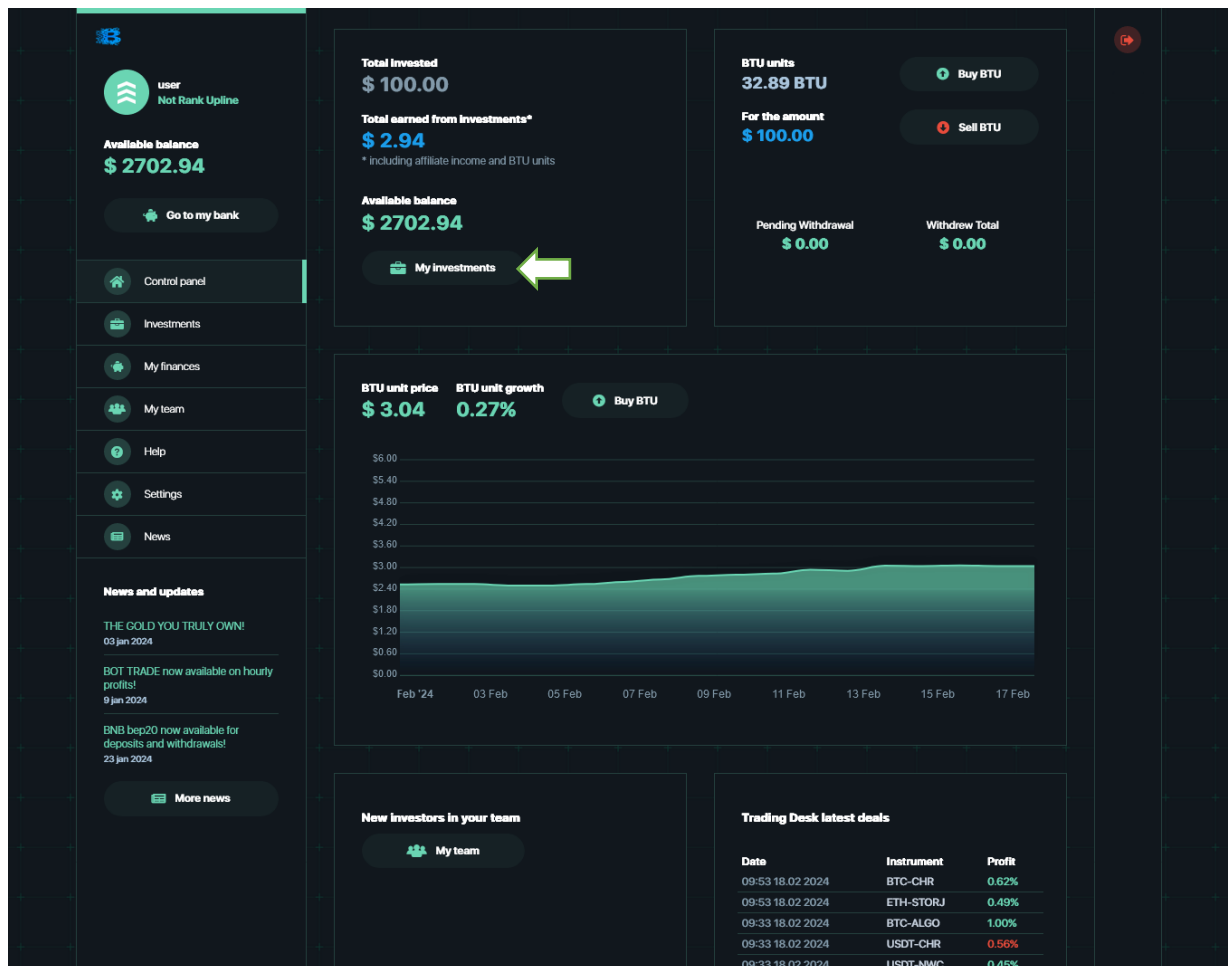 user
Not Rank Upline
Available balance
$ 2702.94
Go to my bank
Control panel
Investments
My finances
My team
Help
Settings
News
News and updates
THE GOLD YOU TRULY OWN!
03 jan 2024
BOT TRADE now available on hourly
profits!
9 jan 2024
BNB bep20 now available for
deposits and withdrawals!
23 jan 2024
More news
Total invested
$ 100.00
Total earned from investments*
$ 2.94
* including affiliate income and BTU units
Available balance
$ 2702.94
My investments
BTU units
32.89 BTU
Buy BTU
For the amount
$ 100.00
Sell BTU
Pending Withdrawal
$ 0.00
Withdrew Total
$ 0.00
BTU unit price
$ 3.04
BTU unit growth
0.27%
Buy BTU
$6.00
$5.40
$4.80
$4.20
$3.60
$3.00
$2.40
$1.80
$1.20
$0.60
$0.00
Feb '24 03 Feb 05 Feb 07 Feb 09 Feb 11 Feb 13 Feb 15 Feb 17 Feb
New investors in your team
My team
Trading Desk latest deals
Date Instrument Profit
09:53 18.02 2024 BTC-CHR 0.62%
09:53 18.02 2024 ETH-STORJ 0.49%
09:33 18.02 2024 BTC-ALGO 1.00%
09:33 18.02 2024 USDT-CHR 0.56%
09:33 18.02 2024 USDT-NWC 0.45%